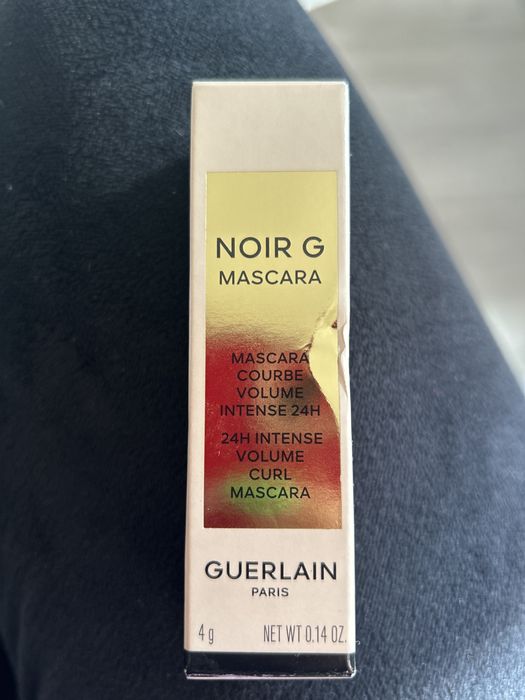 NOIR G
MASCARA
MASCARA
COURBE
VOLUME
INTENSE 24H
24H INTENSE
VOLUME
CURL
MASCARA
GUERLAIN
PARIS
4 g NET WT 0.14 OZ.